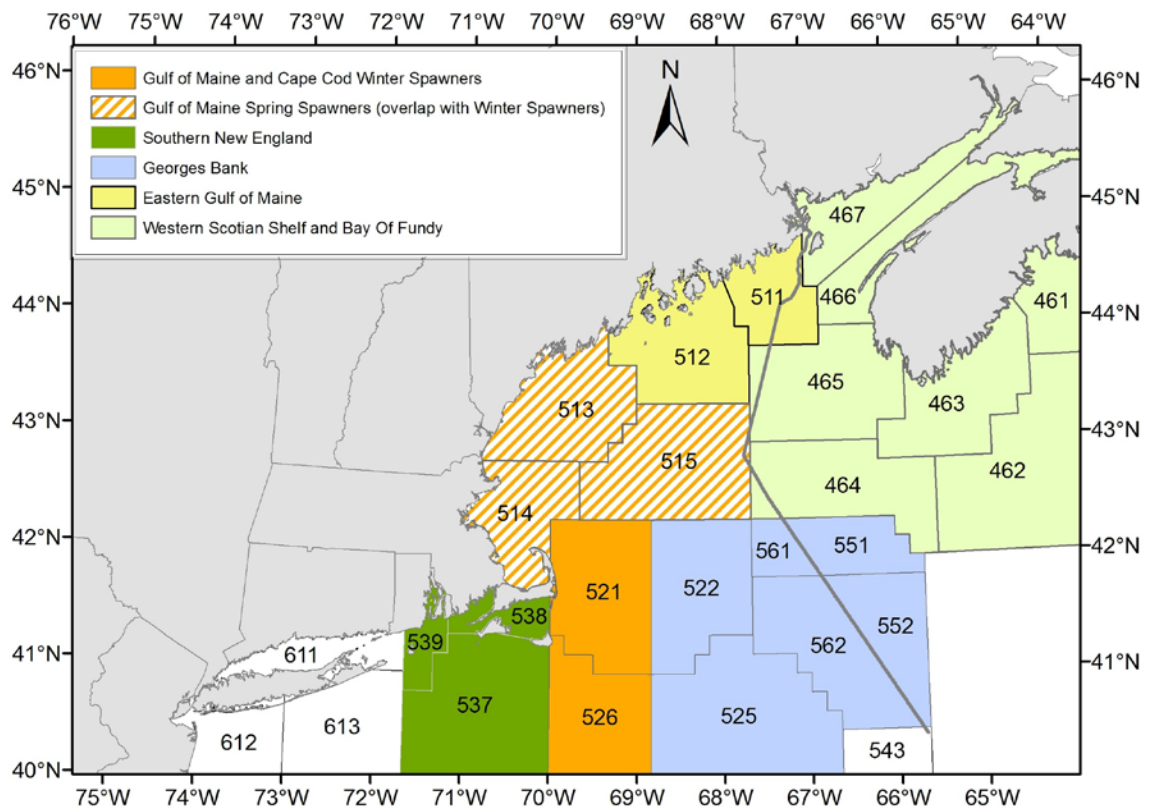 76°W 75°W 74°W 73°W 72°W 71°W 70°W 69°W 68°W 67°W 66°W 65°W 64°W
46°N 46°N
N
Gulf of Maine and Cape Cod Winter Spawners
Gulf of Maine Spring Spawners (overlap with Winter Spawners)
Southern New England
Georges Bank
Eastern Gulf of Maine
Western Scotian Shelf and Bay Of Fundy
45°N 45°N
467
44°N 511 466 461 44°N
512 465
513 463
43°N 43°N
515 464 462
514
42°N 561 551 42°N
521 522
538 552
539 562
41°N 611 41°N
537 526 525
612 613 543
40°N 40°N
75°W 74°W 73°W 72°W 71°W 70°W 69°W 68°W 67°W 66°W 65°W